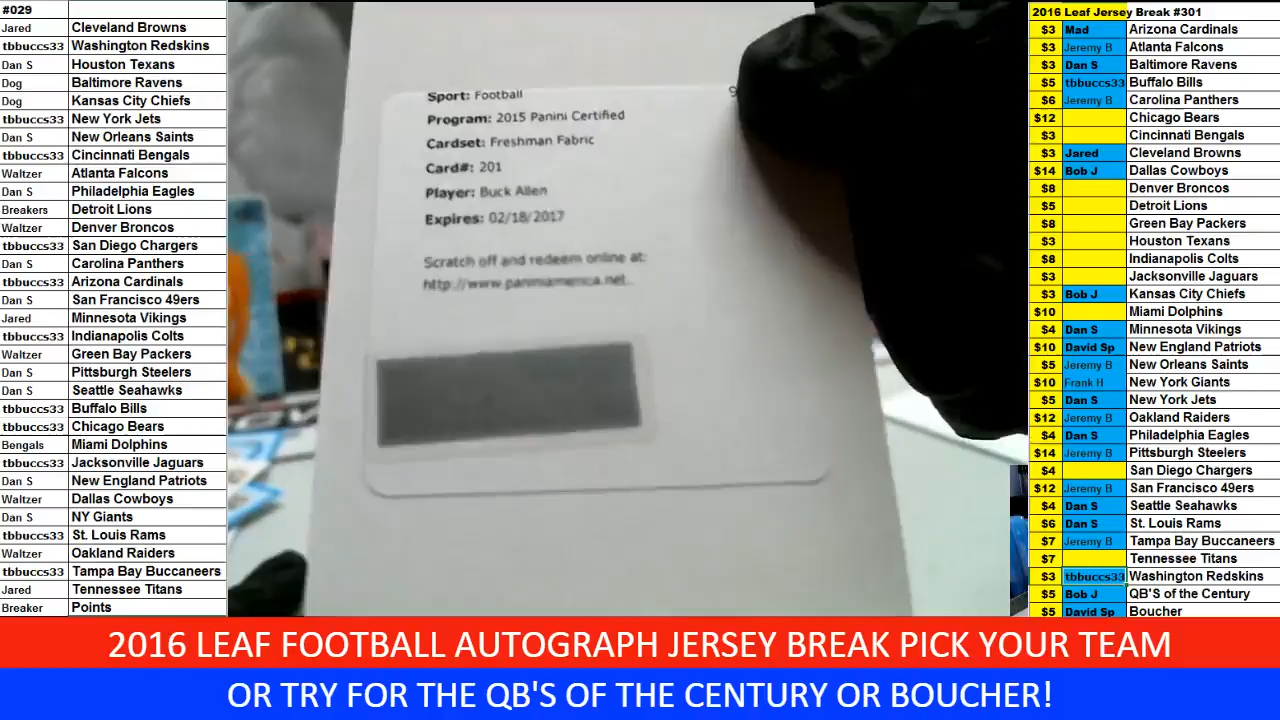 #029
Jared Cleveland Browns
tbbuccs33 Washington Redskins
Dan S Houston Texans
Dog Baltimore Ravens
Dog Kansas City Chiefs
tbbuccs33 New York Jets
Dan S New Orleans Saints
tbbuccs33 Cincinnati Bengals
Waltzer Atlanta Falcons
Dan S Philadelphia Eagles
Breakers Detroit Lions
Waltzer Denver Broncos
tbbuccs33 San Diego Chargers
Dan S Carolina Panthers
tbbuccs33 Arizona Cardinals
Dan S San Francisco 49ers
Jared Minnesota Vikings
tbbuccs33 Indianapolis Colts
Waltzer Green Bay Packers
Dan S Pittsburgh Steelers
Dan S Seattle Seahawks
tbbuccs33 Buffalo Bills
tbbuccs33 Chicago Bears
Bengals Miami Dolphins
tbbuccs33 Jacksonville Jaguars
Dan S New England Patriots
Waltzer Dallas Cowboys
Dan S NY Giants
tbbuccs33 St. Louis Rams
Waltzer Oakland Raiders
tbbuccs33 Tampa Bay Buccaneers
Jared Tennessee Titans
Breaker Points
Sport: Football
Program: 2015 Panini Certified
Cardset: Freshman Fabric
Card#: 201
Player: Buck Allen
Expires: 02/18/2017
Scratch off and redeem online at:
http://www.paniniamerica.net.
2016 Leaf Jersey Break #301
$3 Mad Arizona Cardinals
$3 Jeremy B Atlanta Falcons
$3 Dan S Baltimore Ravens
$5 tbbuccs33 Buffalo Bills
$6 Jeremy B Carolina Panthers
$12 Chicago Bears
$3 Cincinnati Bengals
$3 Jared Cleveland Browns
$14 Bob J Dallas Cowboys
$8 Denver Broncos
$5 Detroit Lions
$8 Green Bay Packers
$3 Houston Texans
$8 Indianapolis Colts
$3 Jacksonville Jaguars
$3 Bob J Kansas City Chiefs
$10 Miami Dolphins
$4 Dan S Minnesota Vikings
$10 David Sp New England Patriots
$5 Jeremy B New Orleans Saints
$10 Frank H New York Giants
$5 Dan S New York Jets
$12 Jeremy B Oakland Raiders
$4 Dan S Philadelphia Eagles
$14 Jeremy B Pittsburgh Steelers
$4 San Diego Chargers
$12 Jeremy B San Francisco 49ers
$4 Dan S Seattle Seahawks
$6 Dan S St. Louis Rams
$7 Jeremy B Tampa Bay Buccaneers
$7 Tennessee Titans
$3 tbbuccs33 Washington Redskins
$5 Bob J QB'S of the Century
$5 David Sp Boucher
2016 LEAF FOOTBALL AUTOGRAPH JERSEY BREAK PICK YOUR TEAM
OR TRY FOR THE QB'S OF THE CENTURY OR BOUCHER!